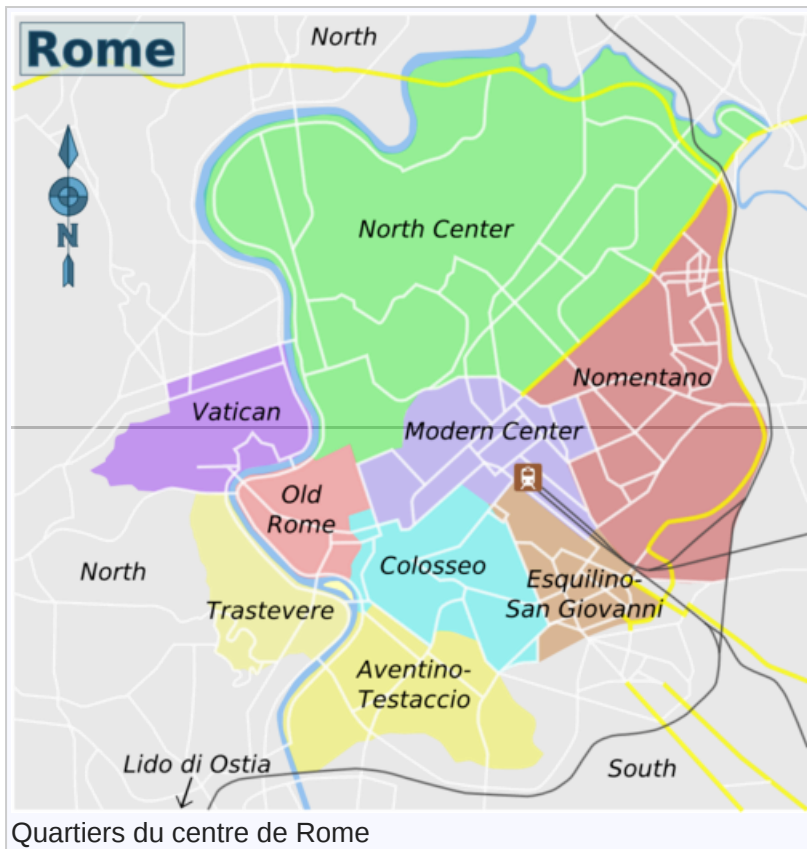 Rome
North
N
North Center
Nomentano
Vatican
Modern Center
Old
Rome
Colosseo
North
Esquilino-
San Giovanni
Trastevere
Aventino-
Testaccio
Lido di Ostia
South
Quartiers du centre de Rome